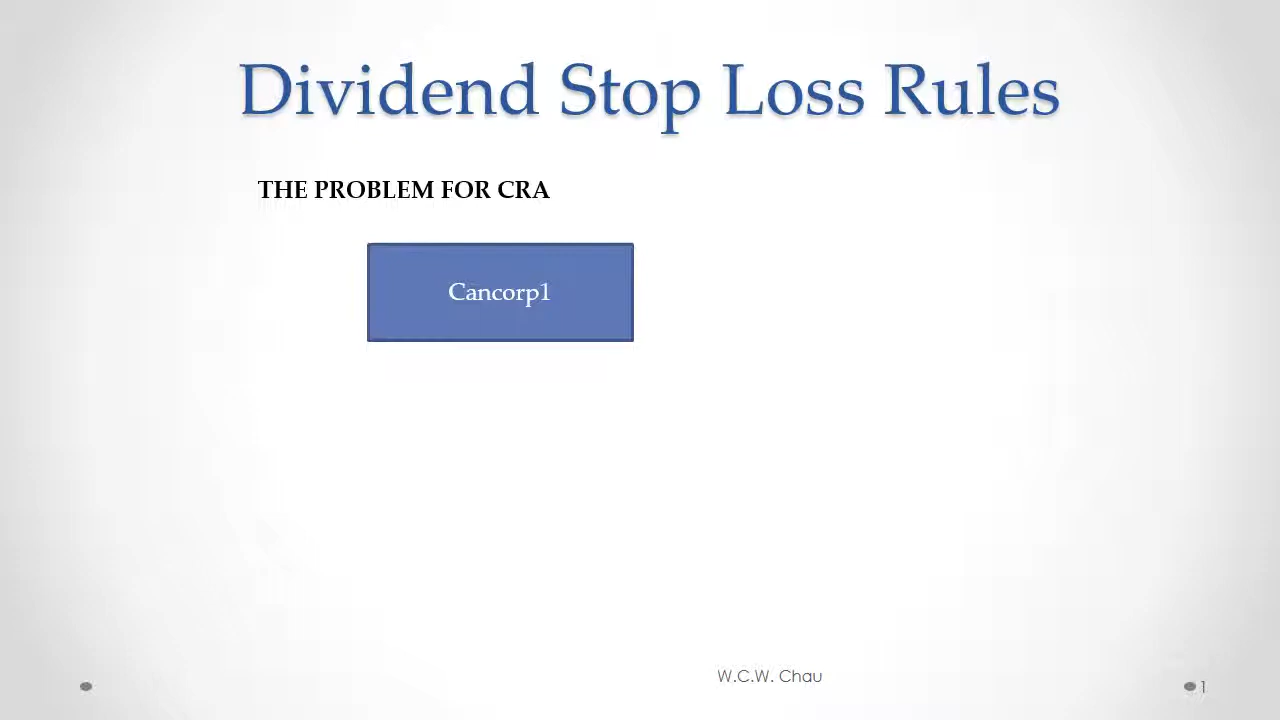 Dividend Stop Loss Rules
THE PROBLEM FOR CRA
Cancorp1
W.C.W. Chau
1